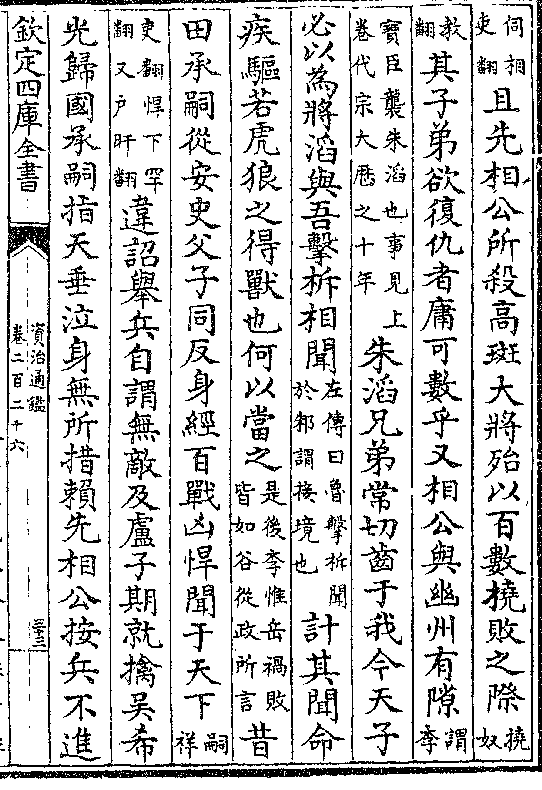 伺相吏翻且先相公所殺高班大將殆以百數橈敗之際橈奴
教翻其子弟欲復仇者庸可數乎又相公與幽州有隙謂李
寶臣襲朱滔也事見上卷代宗大厯之十年朱滔兄弟常切齒于我今天子
必以為將滔與吾擊柝相聞左傳曰魯擊柝聞於邾謂接境也計其聞命
疾驅若虎狼之得獸也何以當之是後李惟岳禍敗皆如谷從政所言昔
田承嗣從安史父子同反身經百戰凶悍聞于天下嗣祥
吏翻悍下罕翻又户旰翻違詔舉兵自謂無敵及盧子期就擒吳希
光歸國承嗣指天垂泣身無所措賴先相公按兵不進
欽定四庫全書
資治通鑑
卷二百二十六